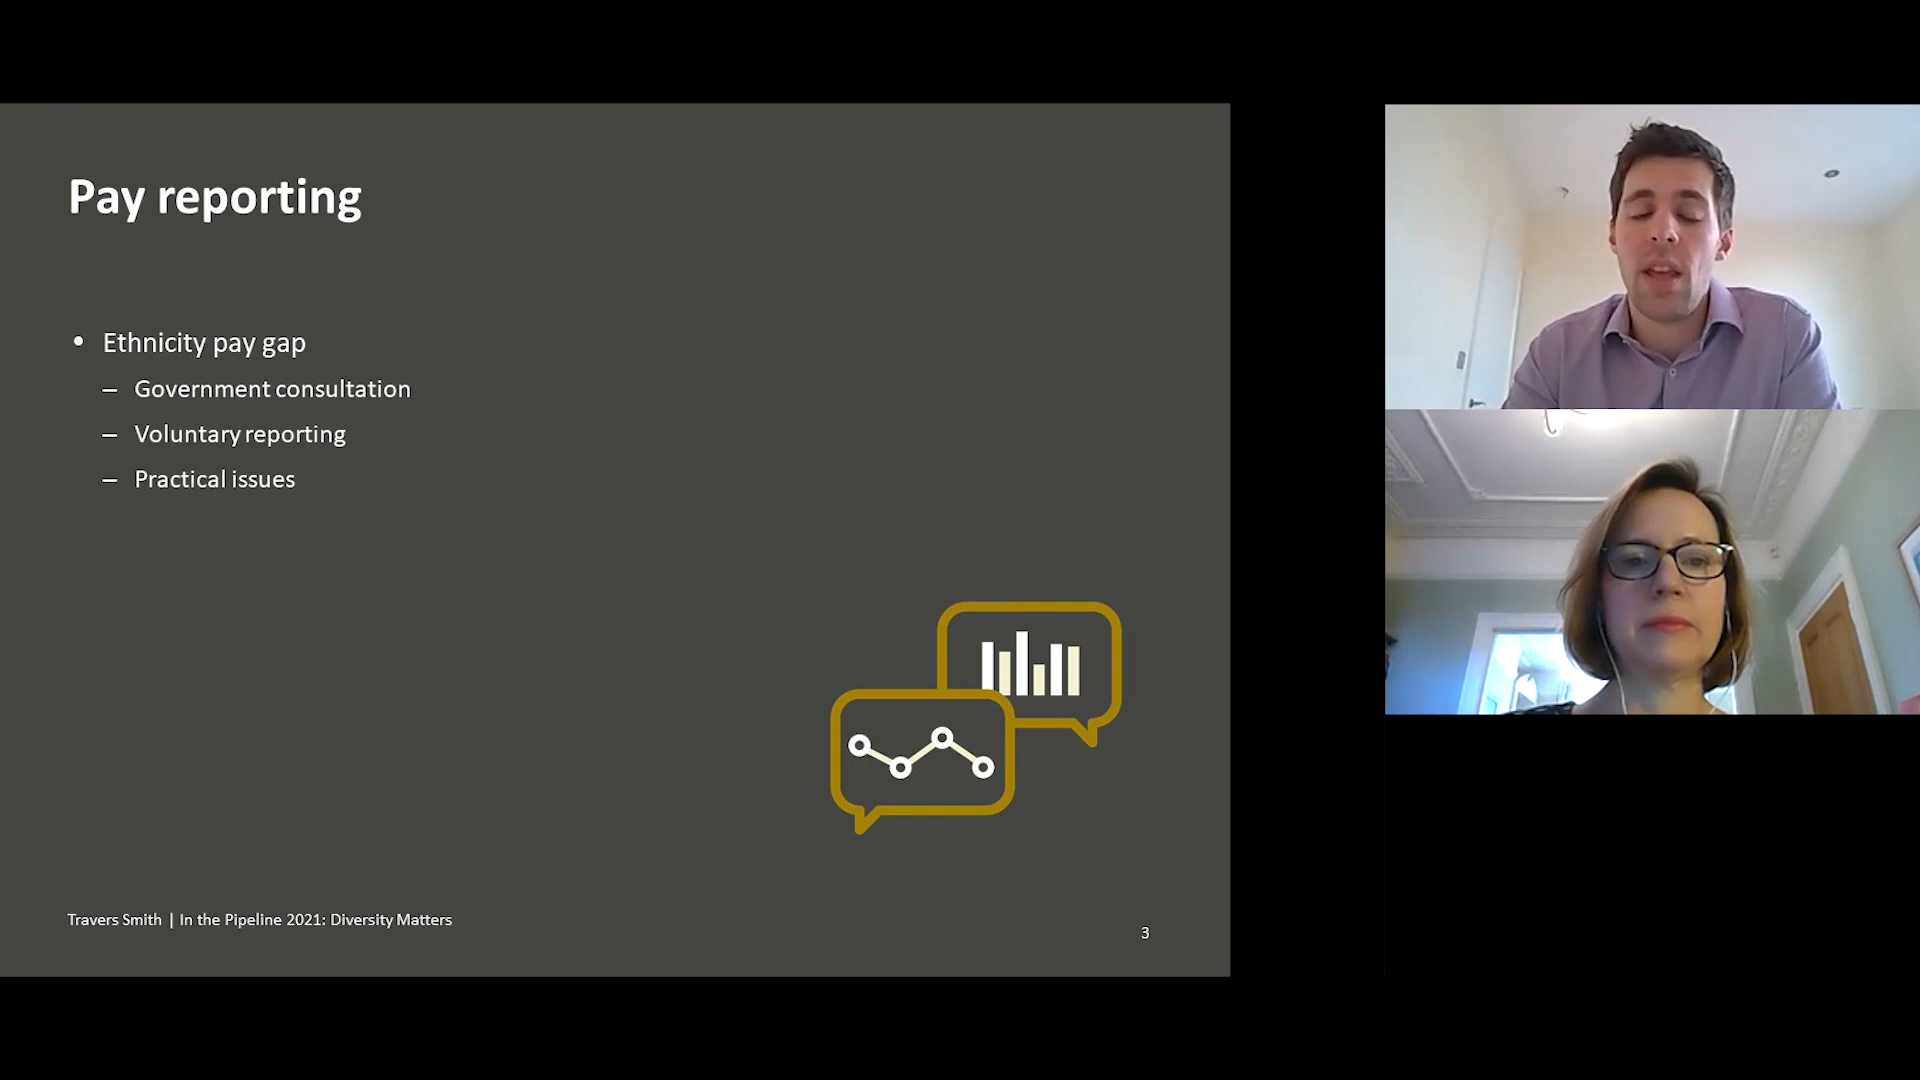 Pay reporting
• Ethnicity pay gap
– Government consultation
– Voluntary reporting
– Practical issues
Travers Smith | In the Pipeline 2021: Diversity Matters
3